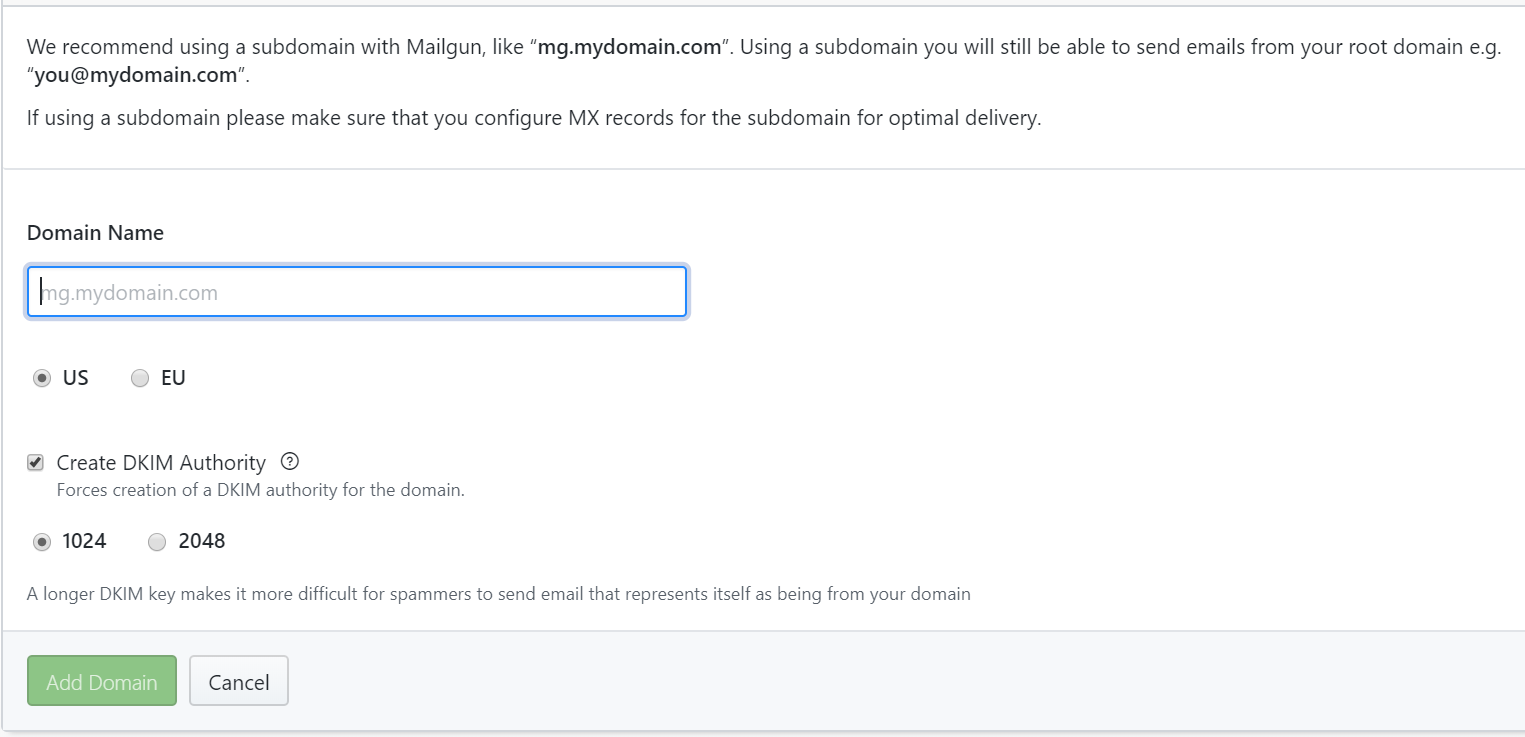 We recommend using a subdomain with Mailgun, like “mg.mydomain.com”. Using a subdomain you will still be able to send emails from your root domain e.g.
“you@mydomain.com”.
If using a subdomain please make sure that you configure MX records for the subdomain for optimal delivery.
Domain Name
mg.mydomain.com
US EU
Create DKIM Authority ?
Forces creation of a DKIM authority for the domain.
1024 2048
A longer DKIM key makes it more difficult for spammers to send email that represents itself as being from your domain
Add Domain Cancel